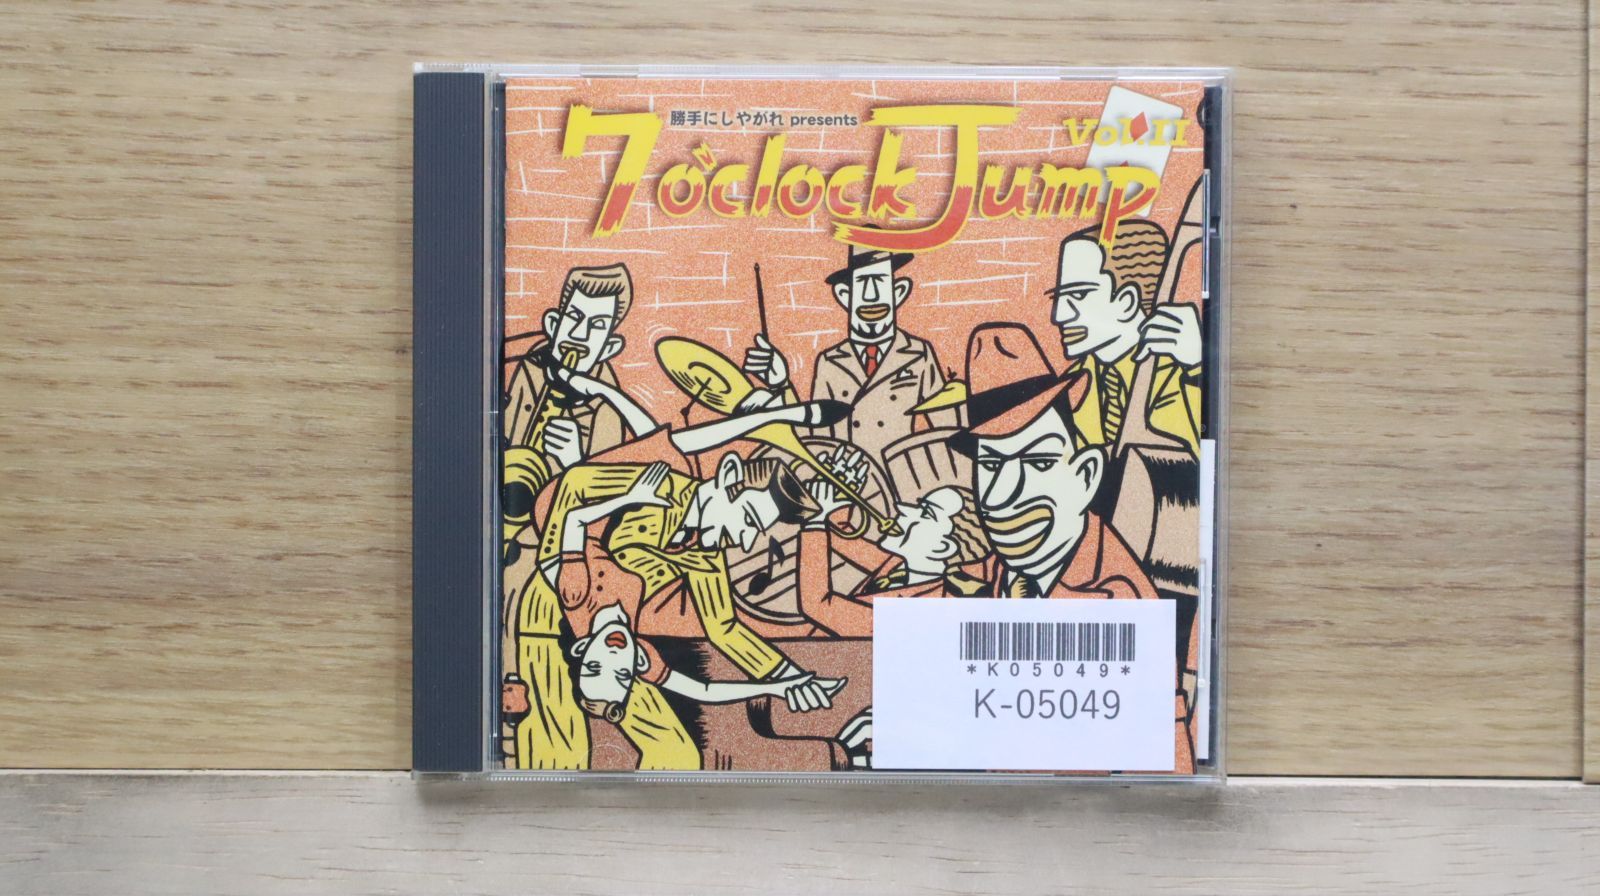 勝手にしやがれ presents
7 o'clock Jump
Vol.II
*K05049*
K-05049